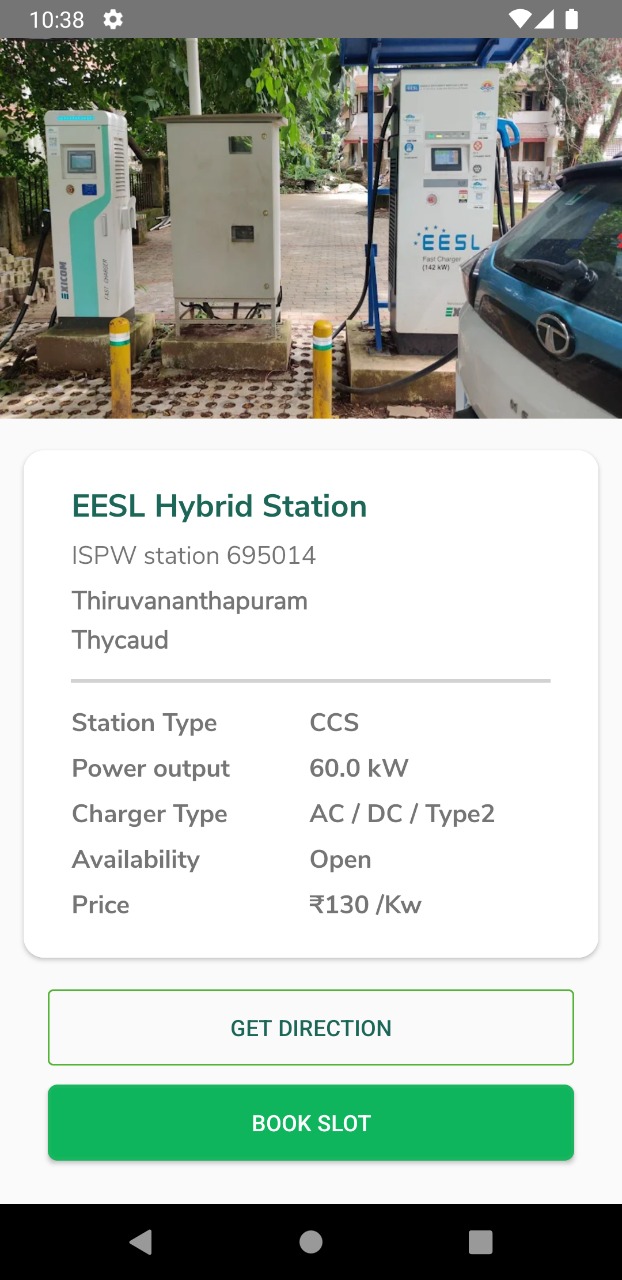 10:38
EXICOM
FAST CHARGER
EESL
Fast Charger
(142 kW)
EESL Hybrid Station
ISPW station 695014
Thiruvananthapuram
Thycaud
Station Type CCS
Power output 60.0 kW
Charger Type AC / DC / Type2
Availability Open
Price ₹130 /Kw
GET DIRECTION
BOOK SLOT